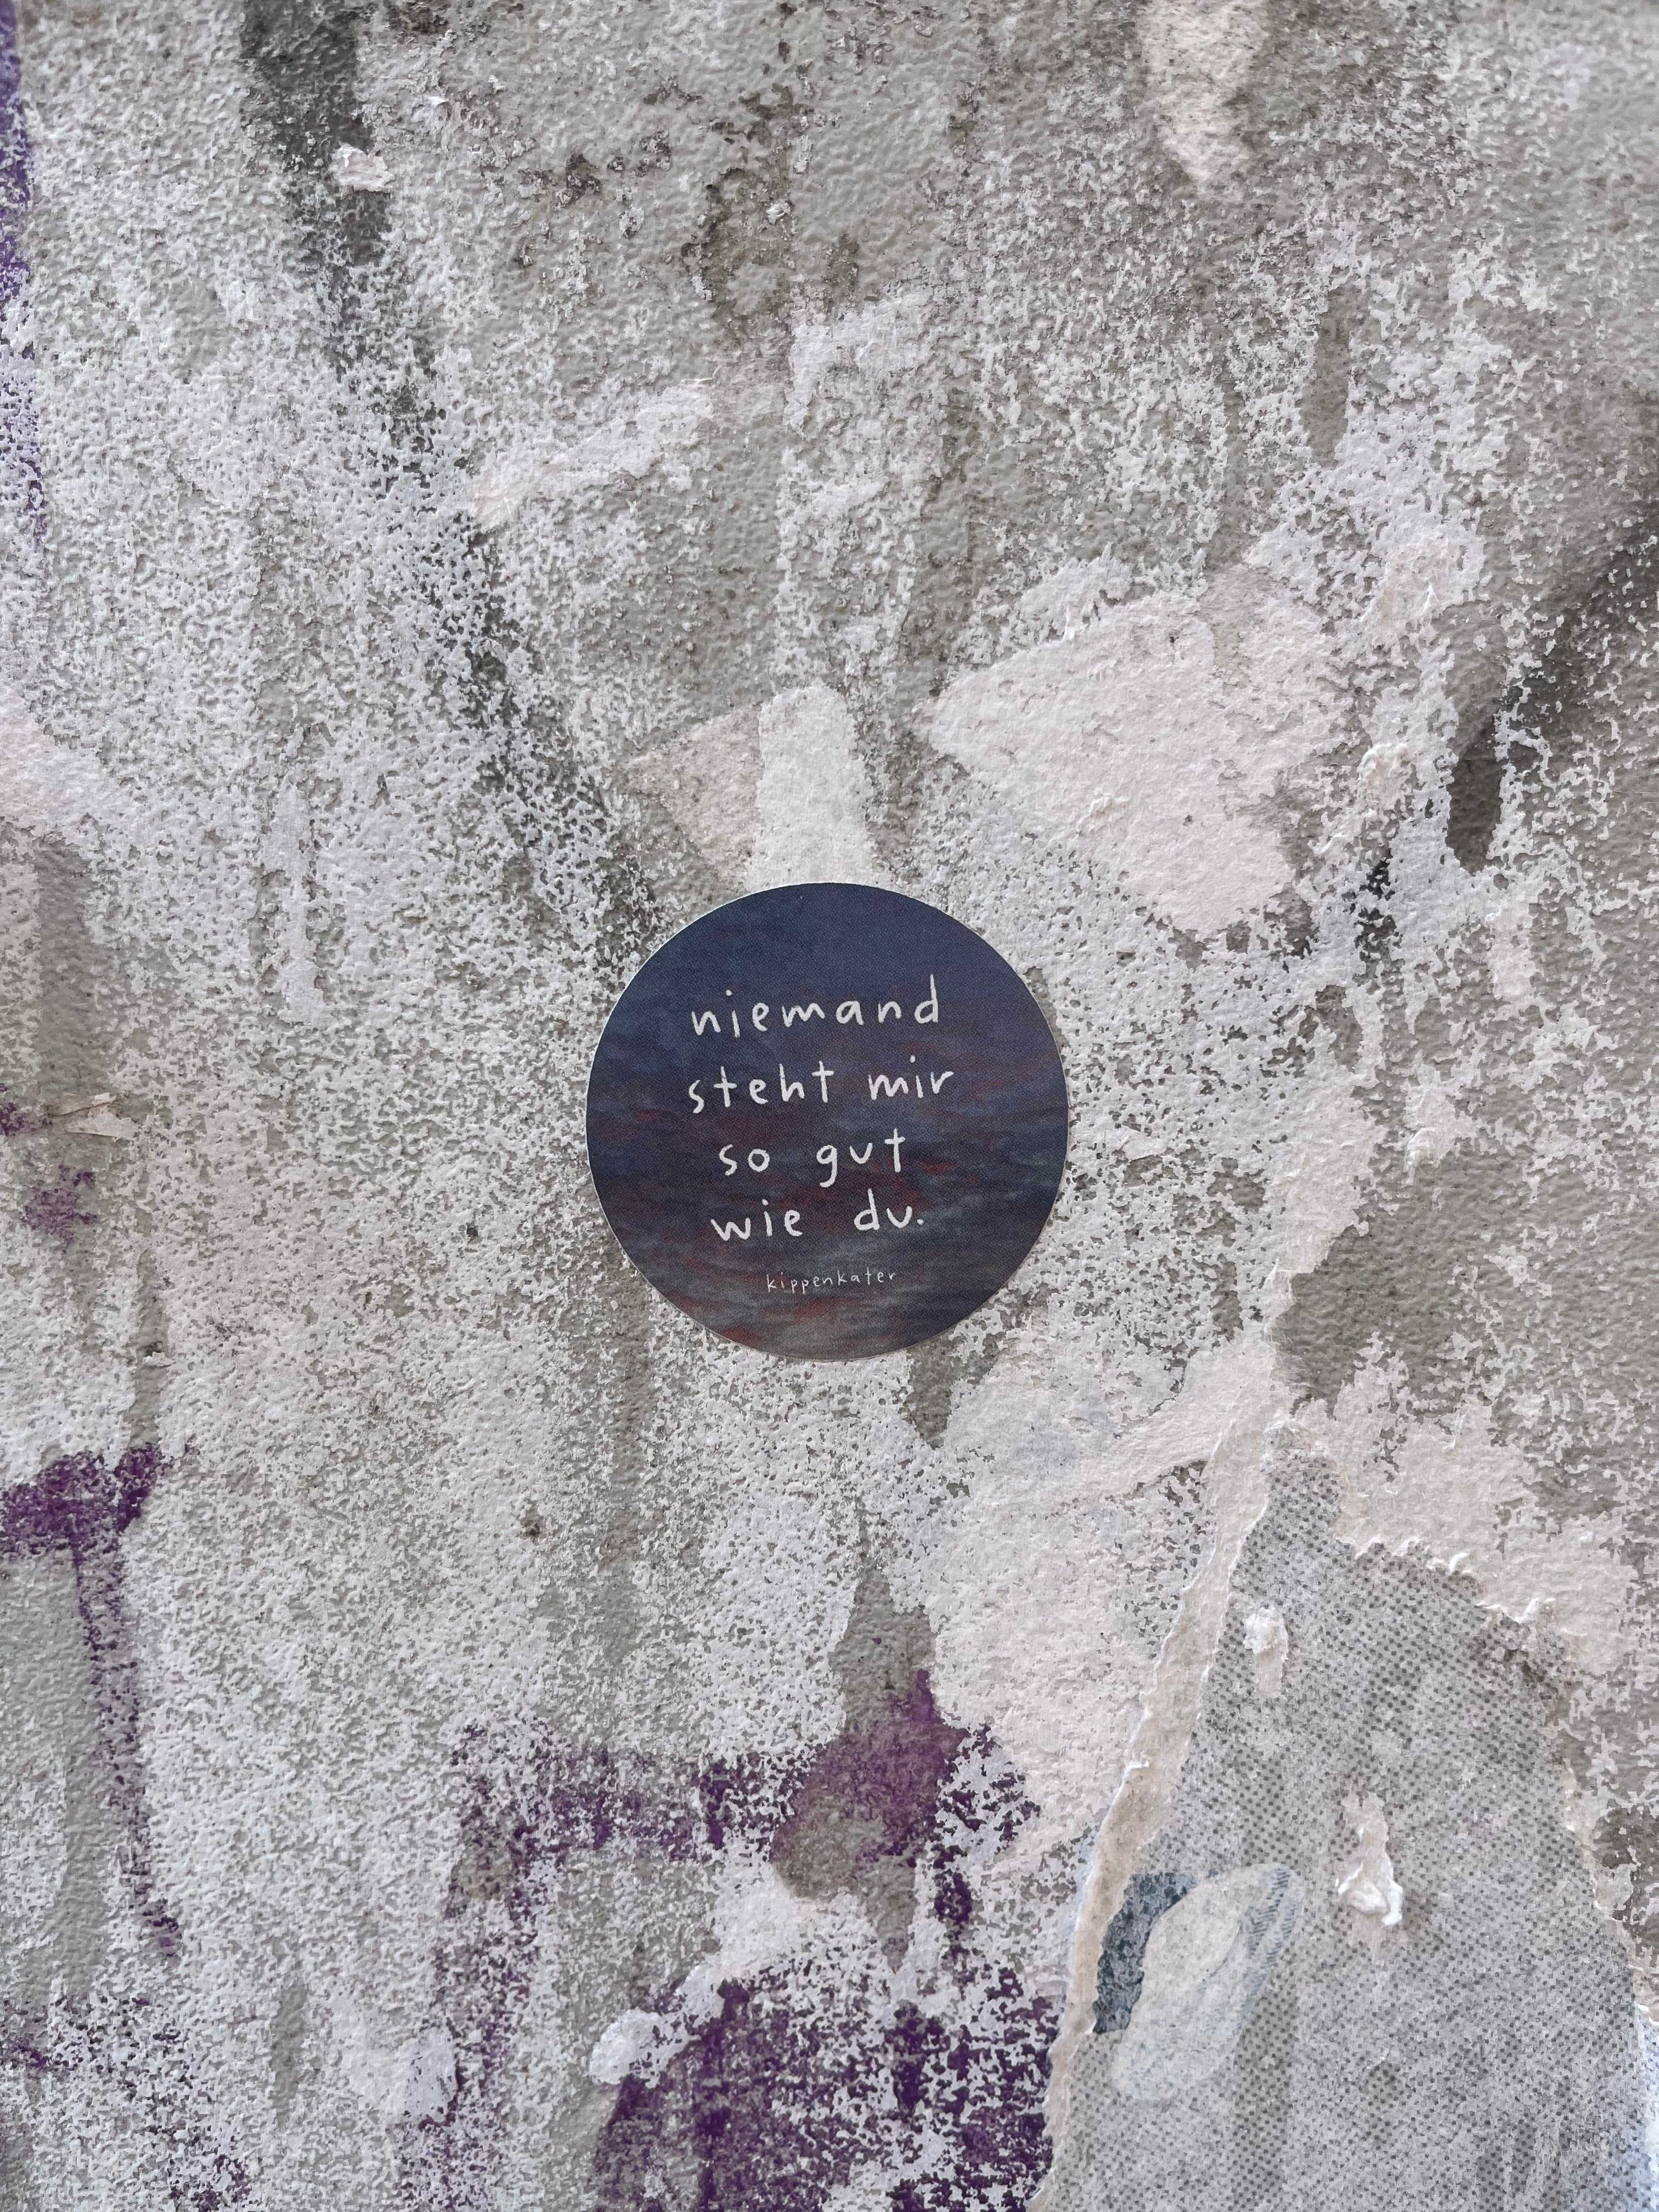 niemand
steht mir
so gut
wie du.
kippenkater